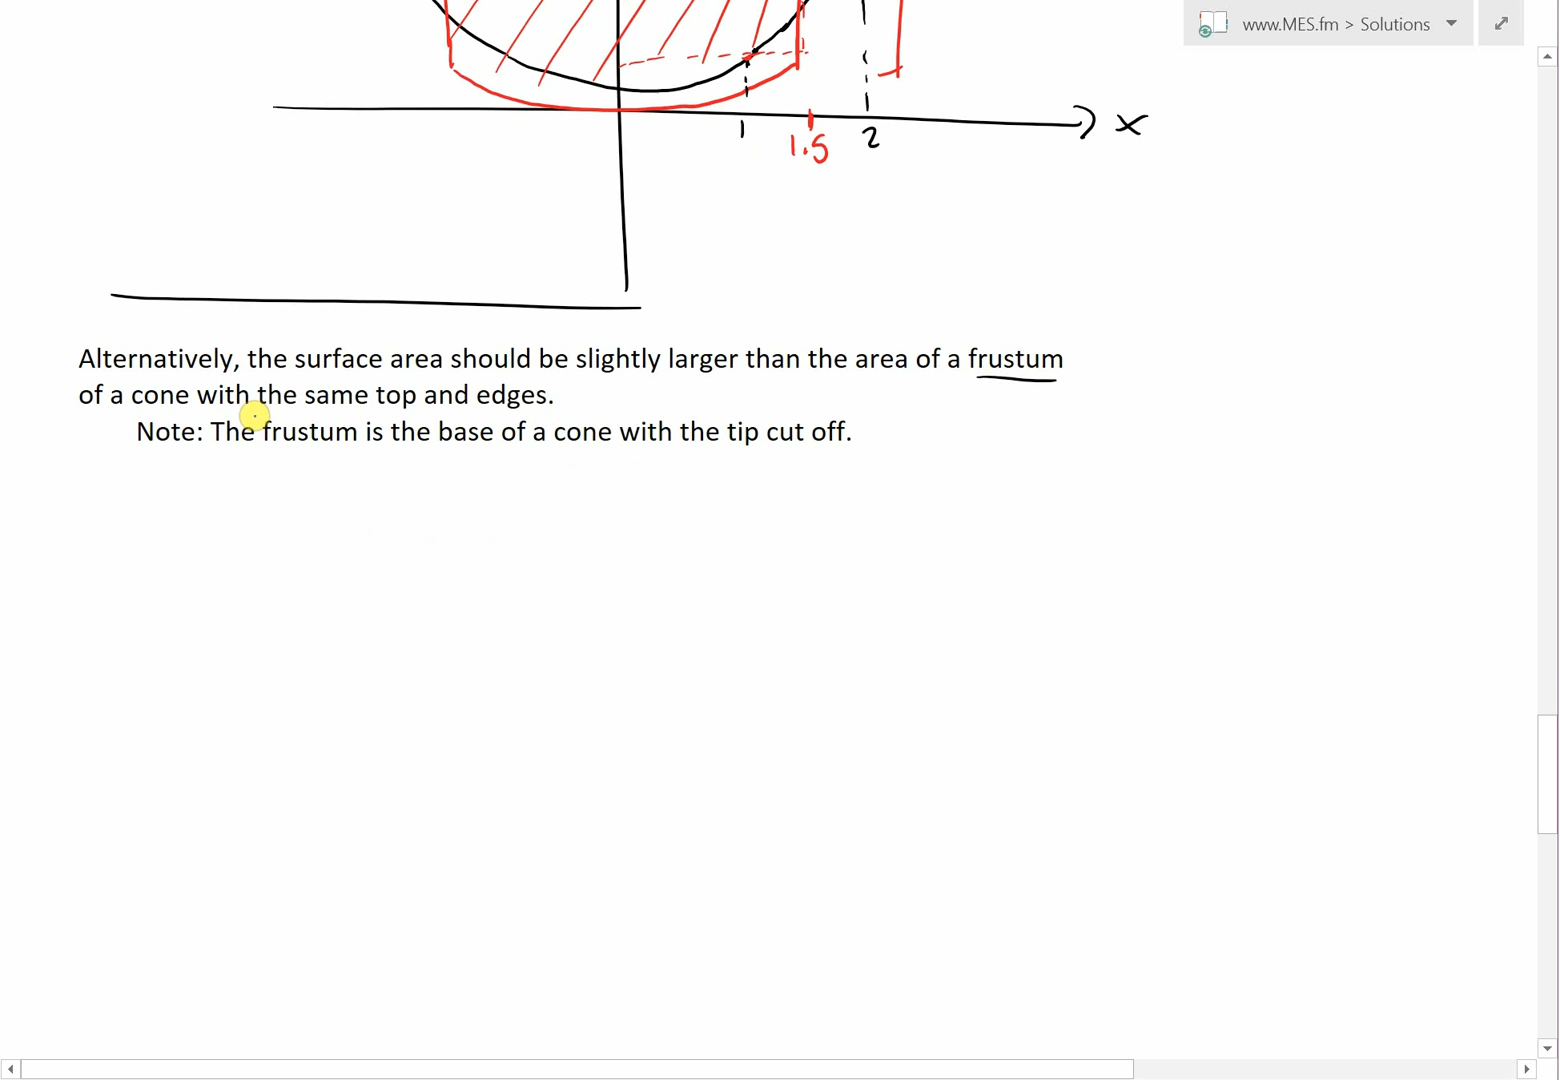 www.MES.fm > Solutions
x
1
1.5
2
Alternatively, the surface area should be slightly larger than the area of a frustum
of a cone with the same top and edges.
Note: The frustum is the base of a cone with the tip cut off.